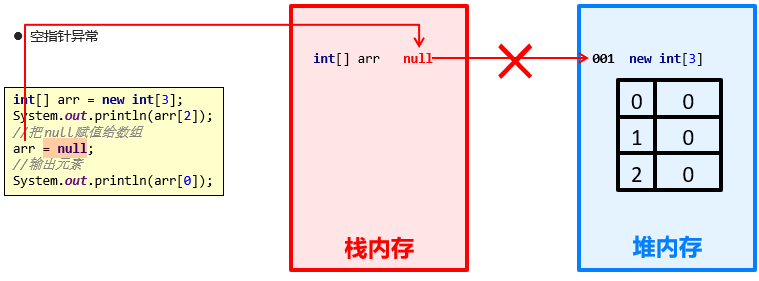 ● 空指针异常
int[] arr = new int[3];
System.out.println(arr[2]);
//把null赋值给数组
arr = null;
//输出元素
System.out.println(arr[0]);
int[] arr null
栈内存
001 new int[3]
0 0
1 0
2 0
堆内存